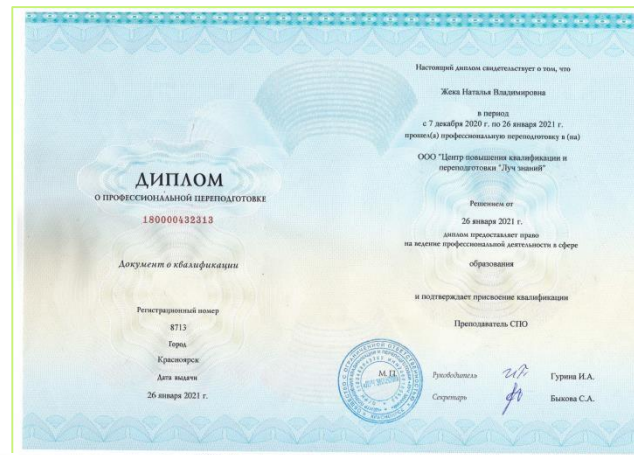 ДИПЛОМ
О ПРОФЕССИОНАЛЬНОЙ ПЕРЕПОДГОТОВКЕ
180000432313
Документ о квалификации
Регистрационный номер
8713
Город
Красноярск
Дата выдачи
26 января 2021 г.
Настоящий диплом свидетельствует о том, что
Жека Наталья Владимировна
в период
с 7 декабря 2020 г. по 26 января 2021 г.
прошел(а) профессиональную переподготовку в (на)
ООО "Центр повышения квалификации и
переподготовки "Луч знаний"
Решением от
26 января 2021 г.
диплом предоставляет право
на ведение профессиональной деятельности в сфере
образования
и подтверждает присвоение квалификации
Преподаватель СПО
М. П.
Руководитель Гурина И.А.
Секретарь Быкова С.А.